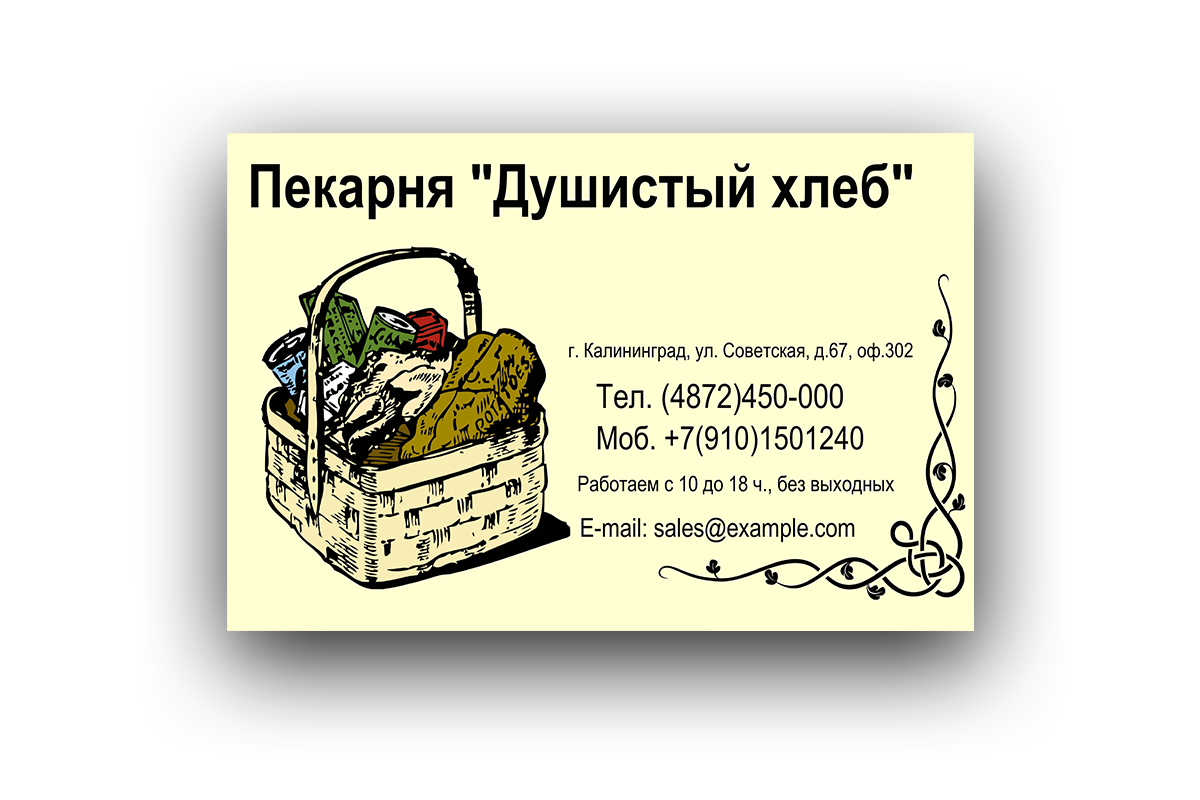 Пекарня "Душистый хлеб"
г. Калининград, ул. Советская, д.67, оф.302
Тел. (4872)450-000
Моб. +7(910)1501240
Работаем с 10 до 18 ч., без выходных
E-mail: sales@example.com